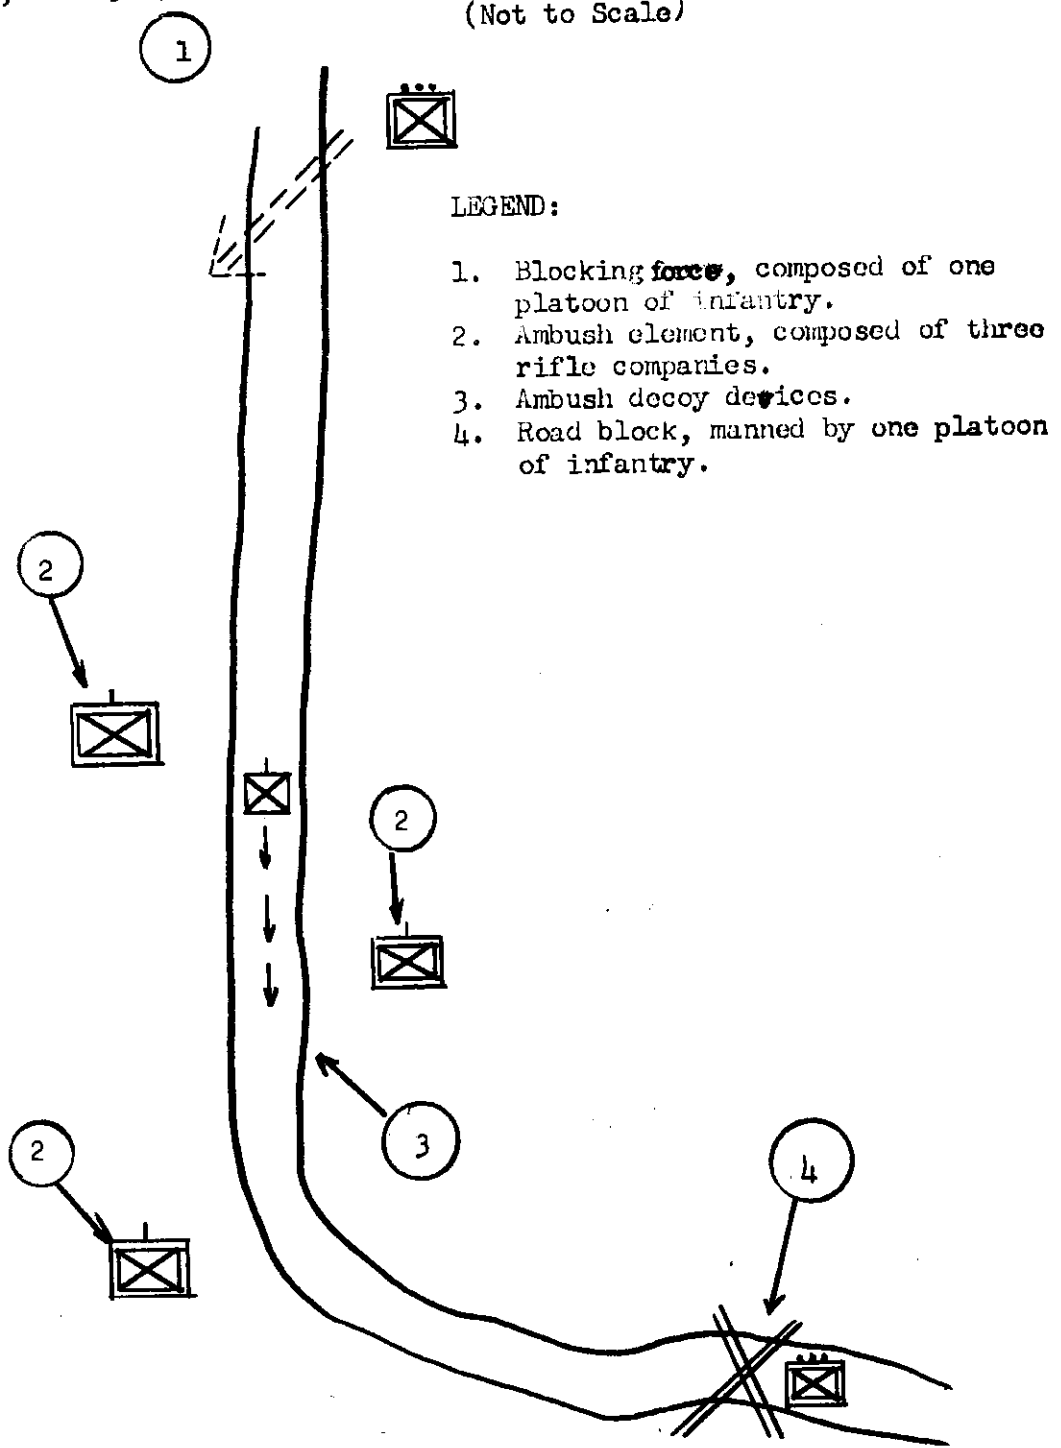 (Not to Scale)
1
LEGEND:
1. Blocking force, composed of one
platoon of infantry.
2. Ambush element, composed of three
rifle companies.
3. Ambush decoy devices.
4. Road block, manned by one platoon
of infantry.
2
2
3
2
4